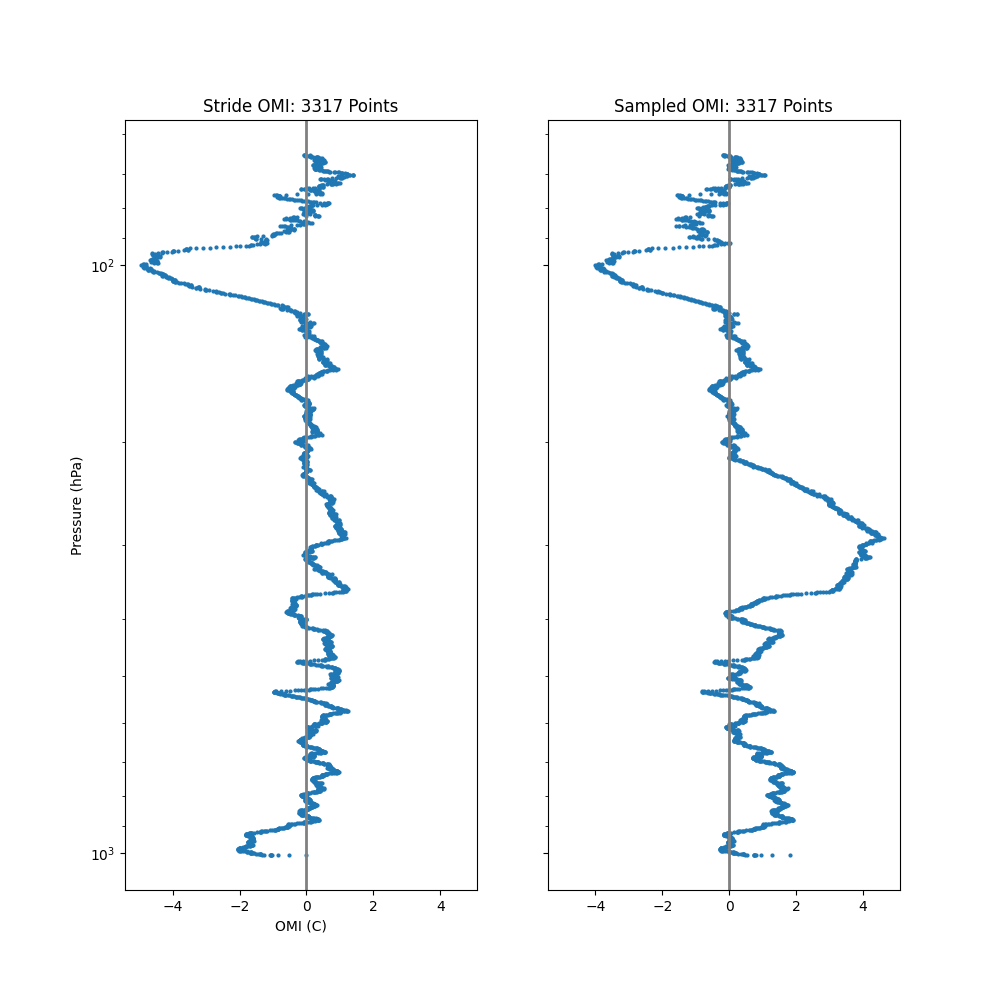 Stride OMI: 3317 Points
Sampled OMI: 3317 Points
Pressure (hPa)
10²
10³
−4 −2 0 2 4
OMI (C)
10²
−4 −2 0 2 4